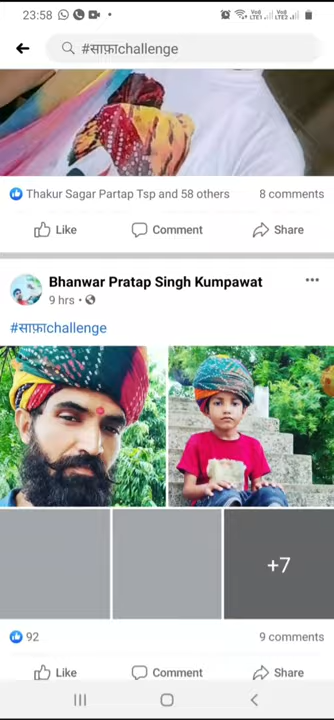 23:58
#साफ़ाchallenge
Thakur Sagar Partap Tsp and 58 others 8 comments
Like Comment Share
Bhanwar Pratap Singh Kumpawat
9 hrs
#साफ़ाchallenge
+7
92 9 comments
Like Comment Share